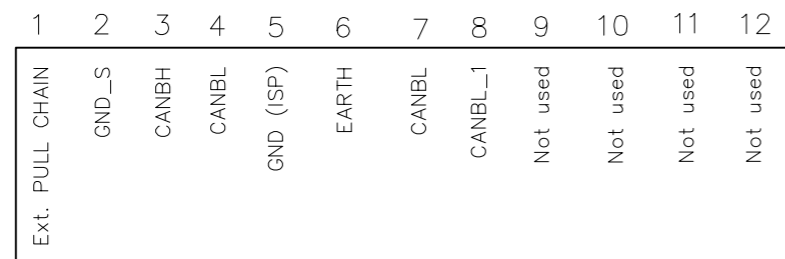 1 2 3 4 5 6 7 8 9 10 11 12
Ext. PULL CHAIN
GND_S
CANBH
CANBL
GND (ISP)
EARTH
CANBL
CANBL_1
Not used
Not used
Not used
Not used